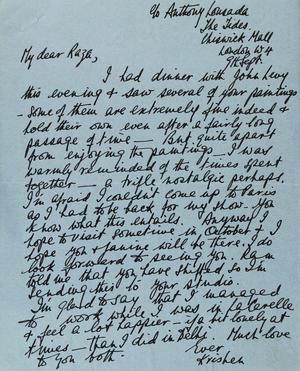 c/o Anthony Lousada
The Tides,
Chiswick Mall
London W4
9th Sept.
My dear Raza,
I had dinner with John Levy
this evening & saw several of your paintings
- some of them are extremely fine indeed &
hold their own even after a fairly long
passage of time — But quite apart
from enjoying the paintings — I was
warmly reminded of the times spent
together — a trifle nostalgic perhaps.
I'm afraid I couldn't come up to Paris
as I had to be back for my show. You
know what this entails. Anyway I
hope to visit sometime in October & I
hope you & Janine will be there. I do
look forward to seeing you. Ram
told me that you have shifted so I'm
sending this to your studio.
I'm glad to say that I managed
to work while I was in
& feel a lot happier — if a bit lonely at
times — than I did in Delhi. Much love
to you both.
Ever
Krishen